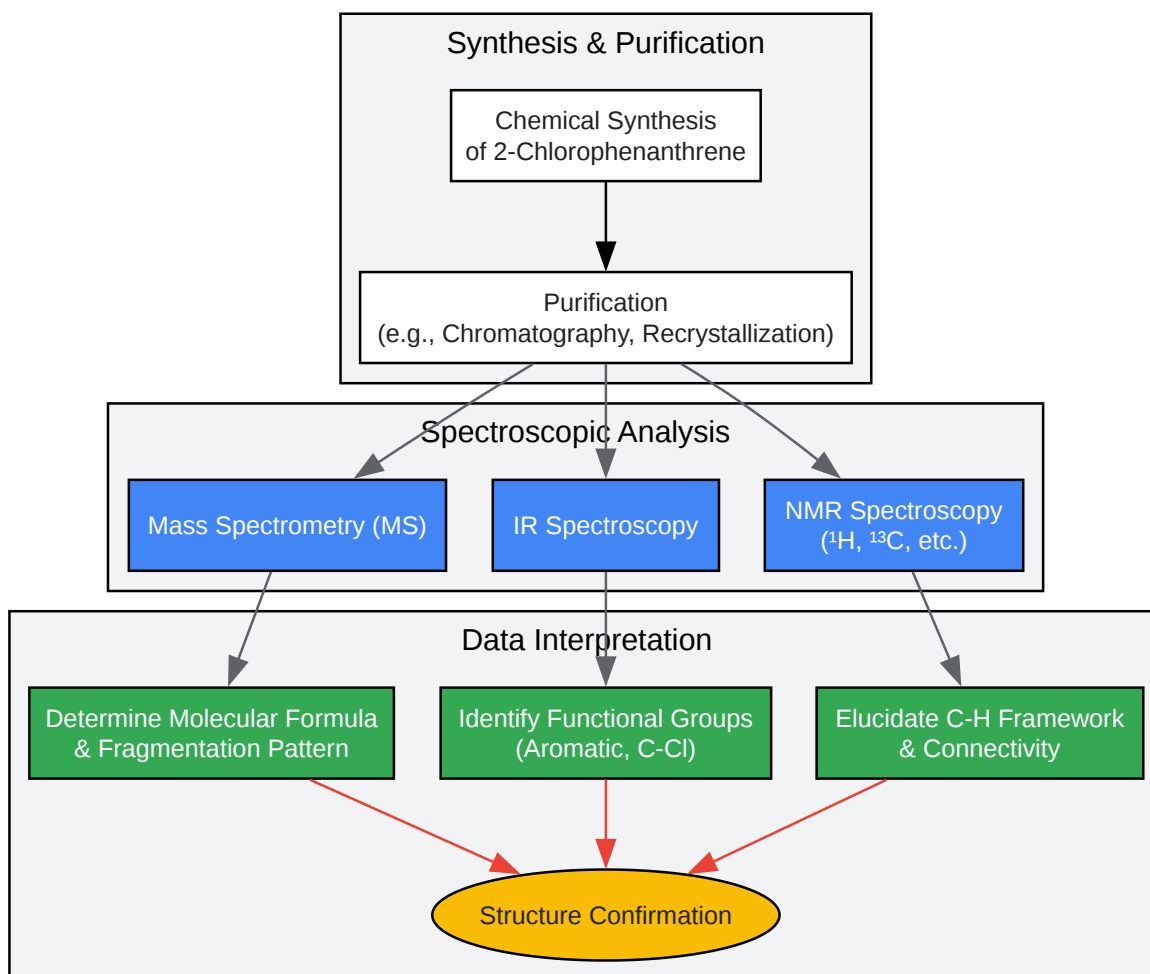 Synthesis & Purification
Chemical Synthesis
of 2-Chlorophenanthrene
Purification
(e.g., Chromatography, Recrystallization)
Spectroscopic Analysis
Mass Spectrometry (MS)
IR Spectroscopy
NMR Spectroscopy
(¹H, ¹³C, etc.)
Data Interpretation
Determine Molecular Formula
& Fragmentation Pattern
Identify Functional Groups
(Aromatic, C-Cl)
Elucidate C-H Framework
& Connectivity
Structure Confirmation